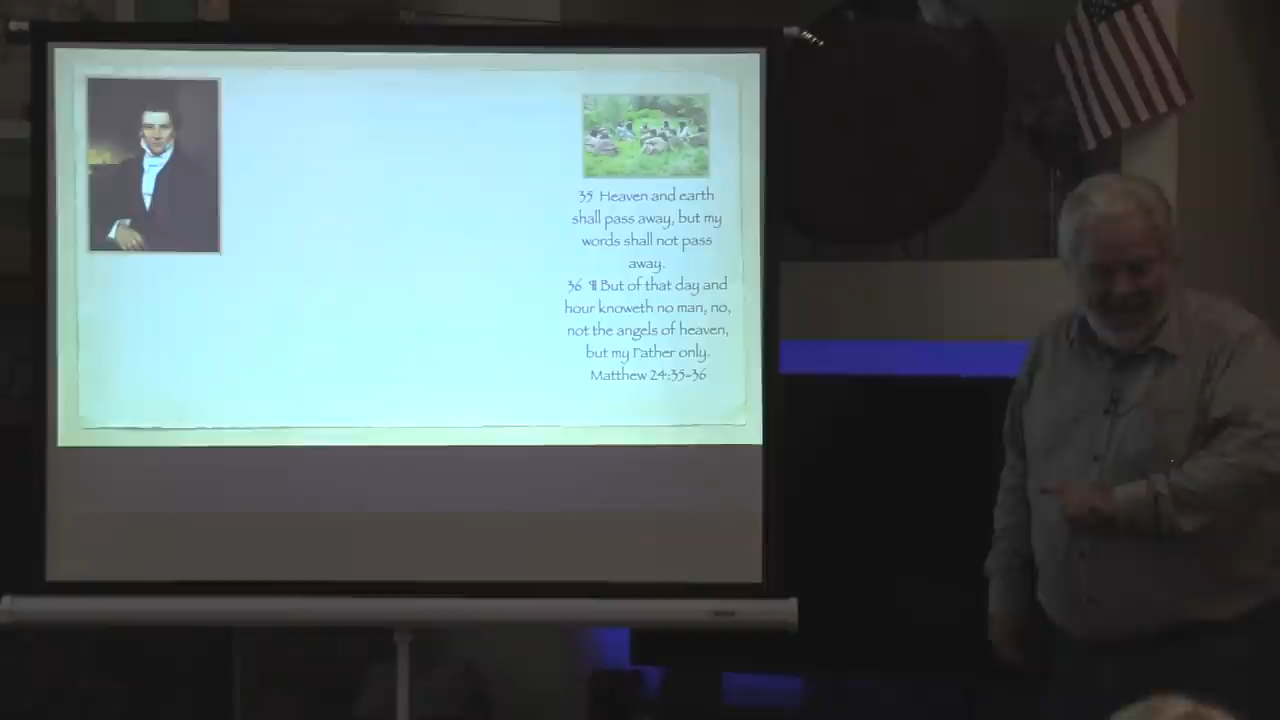 35 Heaven and earth
shall pass away, but my
words shall not pass
away.
36 ¶ But of that day and
hour knoweth no man, no,
not the angels of heaven,
but my Father only.
Matthew 24:35-36